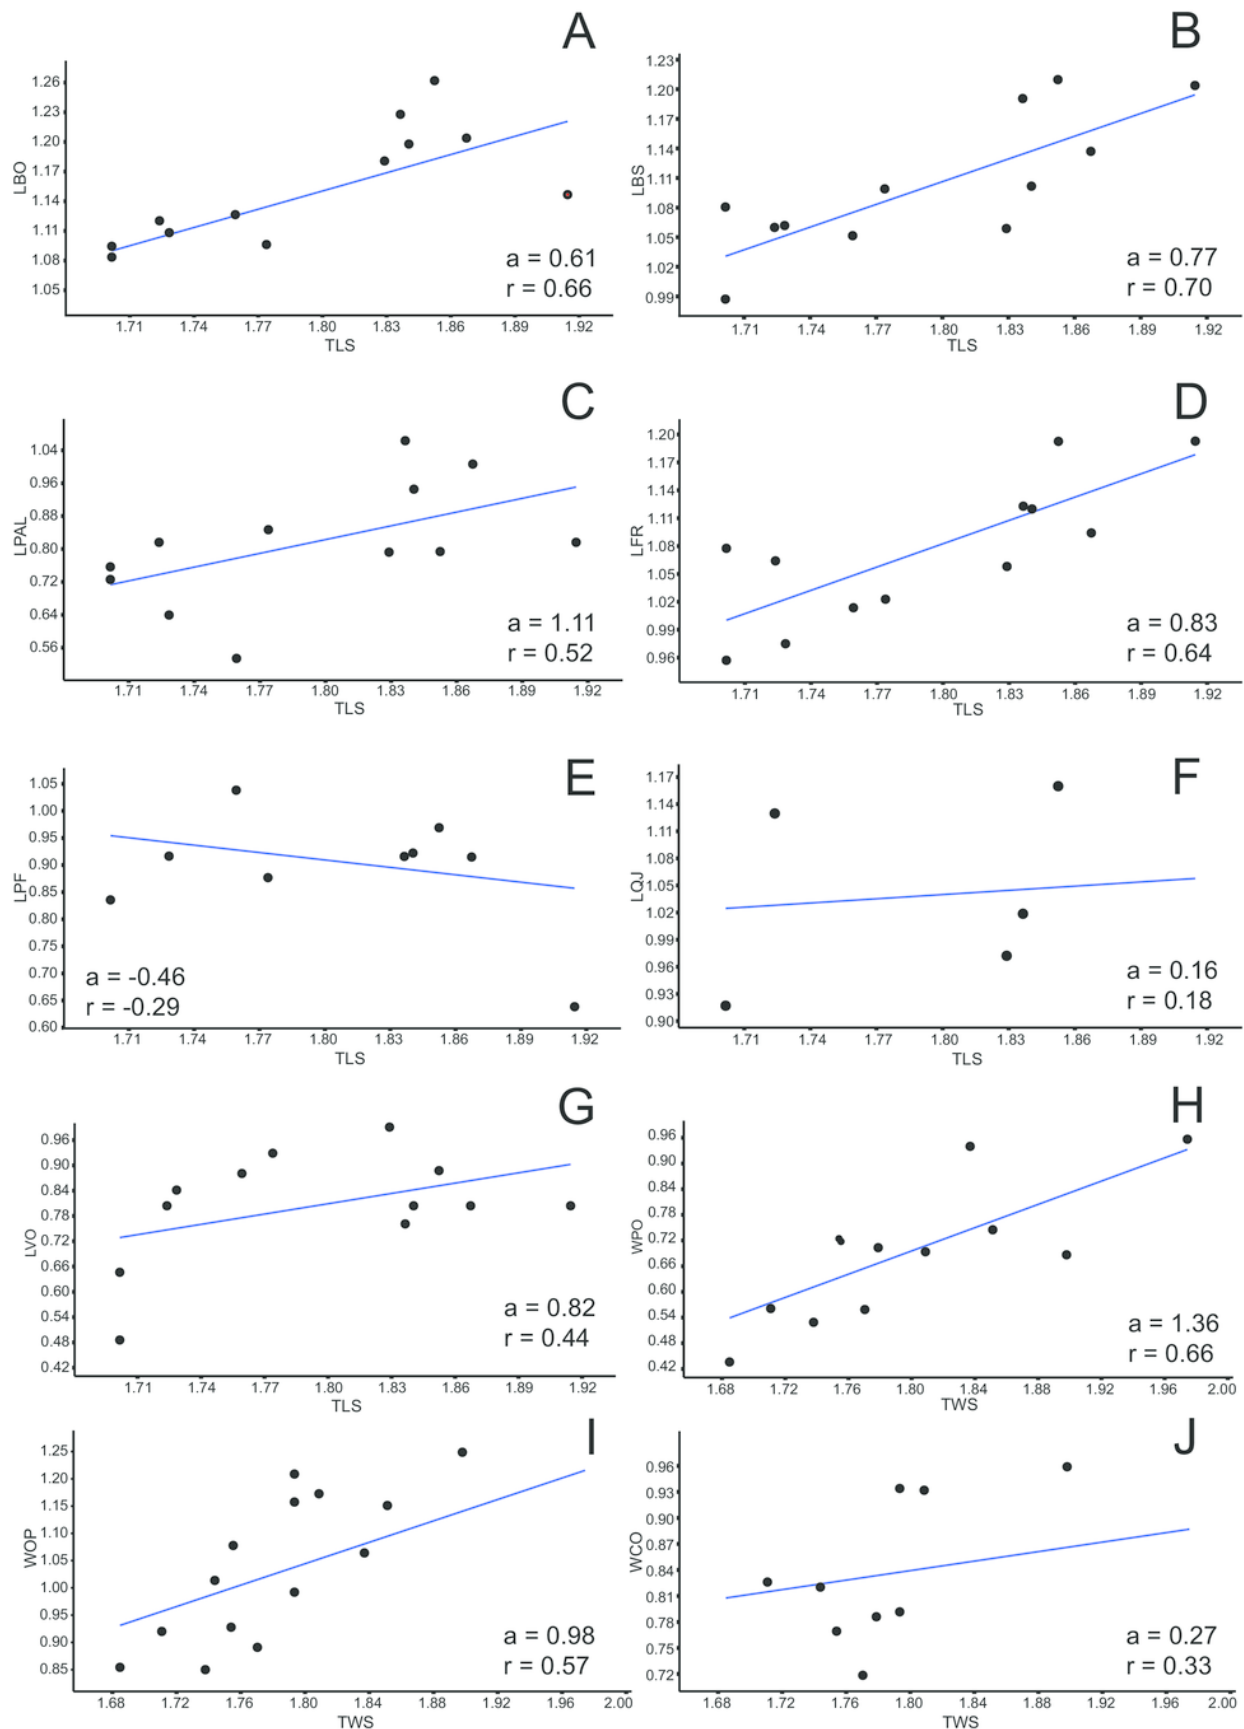 A
1.26
1.23
1.20
1.17
1.14
1.11
1.08
1.05
LBO
a = 0.61
r = 0.66
1.71 1.74 1.77 1.80 1.83 1.86 1.89 1.92
TLS
B
1.23
1.20
1.17
1.14
1.11
1.08
1.05
1.02
0.99
LBS
a = 0.77
r = 0.70
1.71 1.74 1.77 1.80 1.83 1.86 1.89 1.92
TLS
C
1.04
0.96
0.88
0.80
0.72
0.64
0.56
LPAL
a = 1.11
r = 0.52
1.71 1.74 1.77 1.80 1.83 1.86 1.89 1.92
TLS
D
1.20
1.17
1.14
1.11
1.08
1.05
1.02
0.99
0.96
LFR
a = 0.83
r = 0.64
1.71 1.74 1.77 1.80 1.83 1.86 1.89 1.92
TLS
E
1.05
1.00
0.95
0.90
0.85
0.80
0.75
0.70
0.65
0.60
LPF
a = -0.46
r = -0.29
1.71 1.74 1.77 1.80 1.83 1.86 1.89 1.92
TLS
F
1.17
1.14
1.11
1.08
1.05
1.02
0.99
0.96
0.93
0.90
LQJ
a = 0.16
r = 0.18
1.71 1.74 1.77 1.80 1.83 1.86 1.89 1.92
TLS
G
0.96
0.90
0.84
0.78
0.72
0.66
0.60
0.54
0.48
0.42
LVO
a = 0.82
r = 0.44
1.71 1.74 1.77 1.80 1.83 1.86 1.89 1.92
TLS
H
0.96
0.90
0.84
0.78
0.72
0.66
0.60
0.54
0.48
0.42
WPO
a = 1.36
r = 0.66
1.68 1.72 1.76 1.80 1.84 1.88 1.92 1.96 2.00
TWS
I
1.25
1.20
1.15
1.10
1.05
1.00
0.95
0.90
0.85
WOP
a = 0.98
r = 0.57
1.68 1.72 1.76 1.80 1.84 1.88 1.92 1.96 2.00
TWS
J
0.96
0.93
0.90
0.87
0.84
0.81
0.78
0.75
0.72
WCO
a = 0.27
r = 0.33
1.68 1.72 1.76 1.80 1.84 1.88 1.92 1.96 2.00
TWS